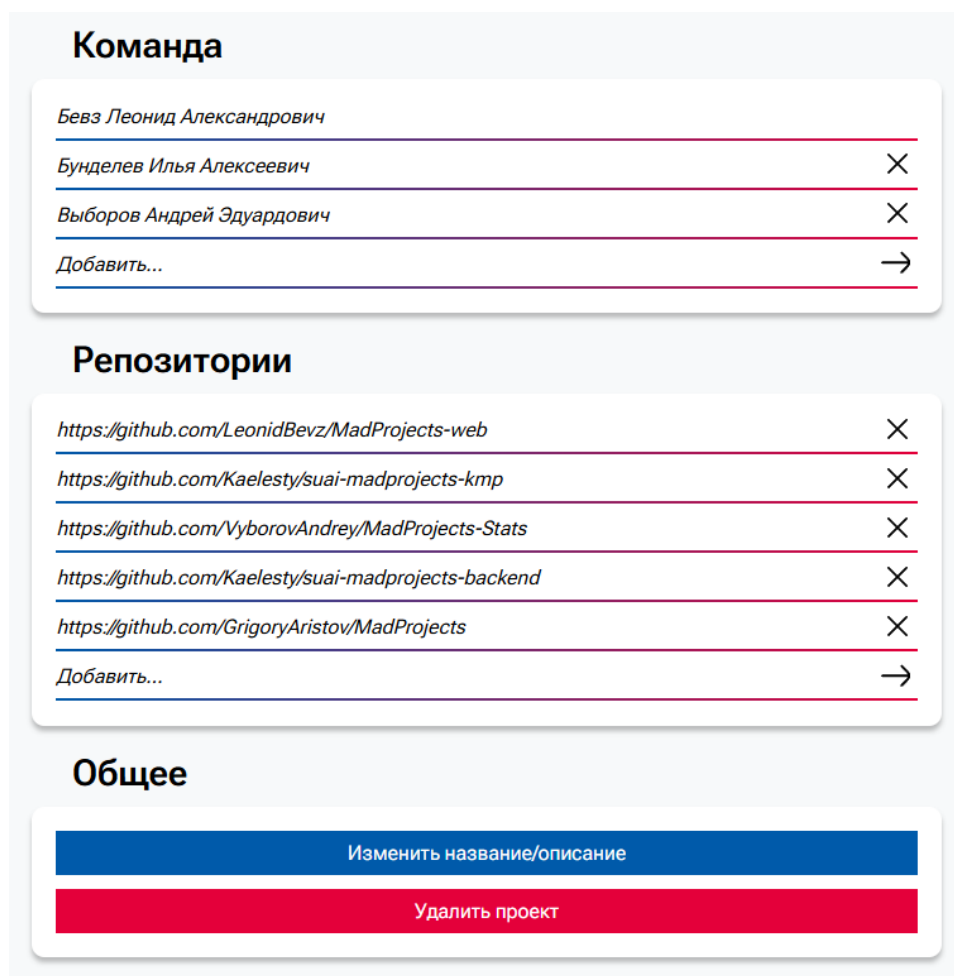 Команда
Бевз Леонид Александрович
Бунделев Илья Алексеевич
Выборов Андрей Эдуардович
Добавить...
Репозитории
https://github.com/LeonidBevz/MadProjects-web
https://github.com/Kaelesty/suai-madprojects-kmp
https://github.com/VyborovAndrey/MadProjects-Stats
https://github.com/Kaelesty/suai-madprojects-backend
https://github.com/GrigoryAristov/MadProjects
Добавить...
Общее
Изменить название/описание
Удалить проект